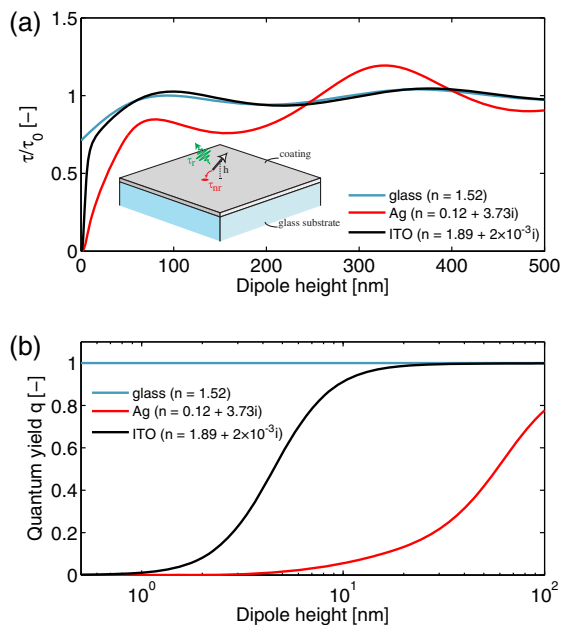 (a)
1.5
1
0.5
0
τ/τ₀ [–]
τr
h
τnr
coating
glass substrate
glass (n = 1.52)
Ag (n = 0.12 + 3.73i)
ITO (n = 1.89 + 2×10⁻³i)
0 100 200 300 400 500
Dipole height [nm]
(b)
1
0.8
0.6
0.4
0.2
0
Quantum yield q [–]
glass (n = 1.52)
Ag (n = 0.12 + 3.73i)
ITO (n = 1.89 + 2×10⁻³i)
10⁰ 10¹ 10²
Dipole height [nm]